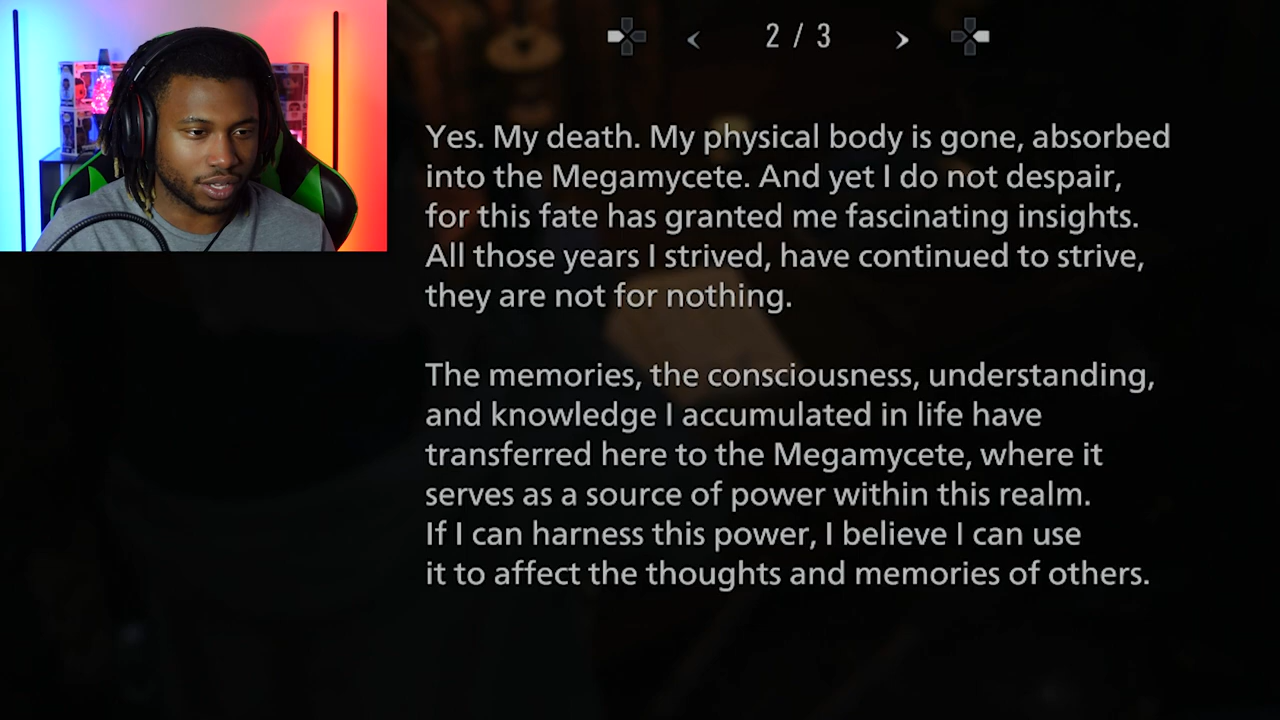 2 / 3
Yes. My death. My physical body is gone, absorbed
into the Megamycete. And yet I do not despair,
for this fate has granted me fascinating insights.
All those years I strived, have continued to strive,
they are not for nothing.
The memories, the consciousness, understanding,
and knowledge I accumulated in life have
transferred here to the Megamycete, where it
serves as a source of power within this realm.
If I can harness this power, I believe I can use
it to affect the thoughts and memories of others.